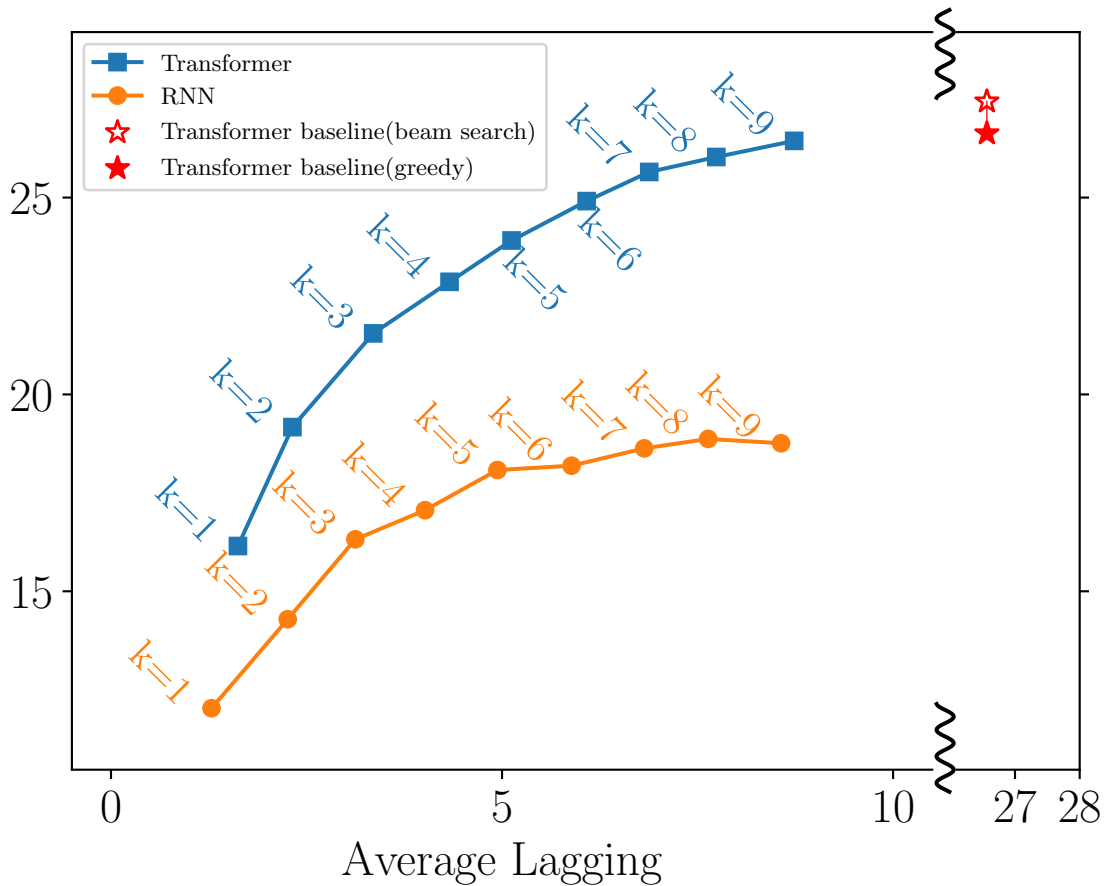 Transformer
RNN
Transformer baseline(beam search)
Transformer baseline(greedy)
k=1
k=2
k=3
k=4
k=5
k=6
k=7
k=8
k=9
k=1
k=2
k=3
k=4
k=5
k=6
k=7
k=8
k=9
25
20
15
0 5 10 27 28
Average Lagging